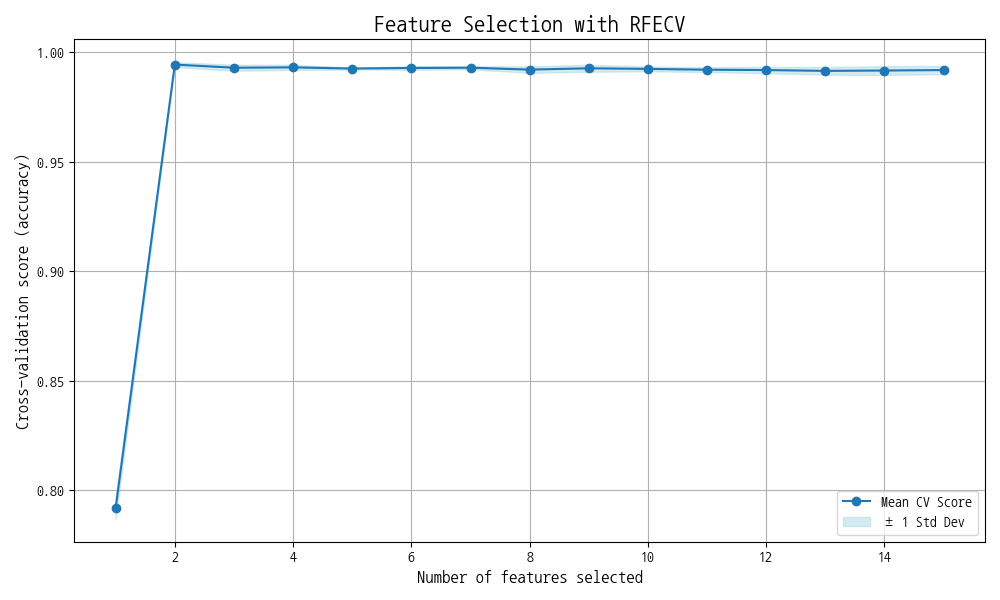 Feature Selection with RFECV
1.00
0.95
0.90
0.85
0.80
Cross-validation score (accuracy)
Mean CV Score
± 1 Std Dev
2 4 6 8 10 12 14
Number of features selected